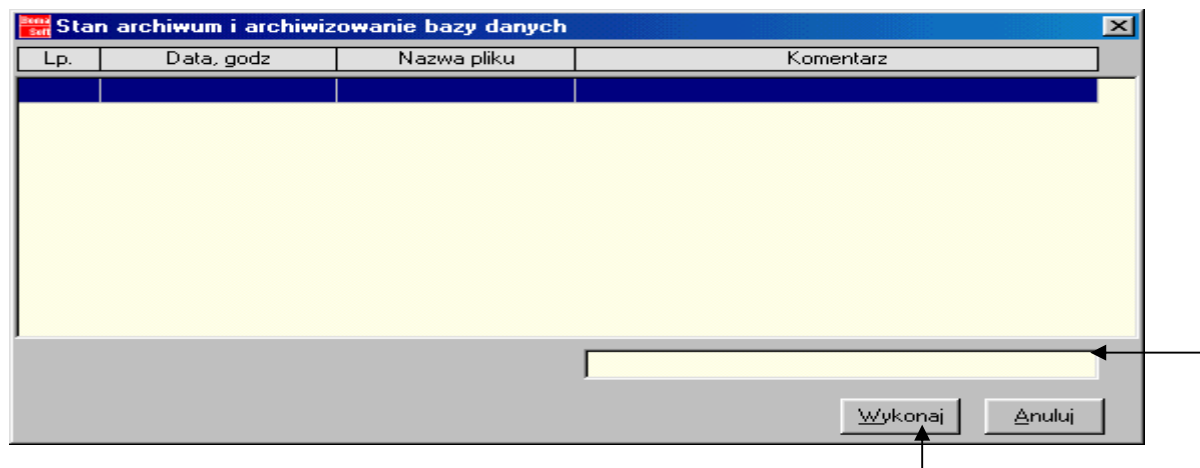 Stan archiwum i archiwizowanie bazy danych
Lp. Data, godz Nazwa pliku Komentarz
Wykonaj Anuluj